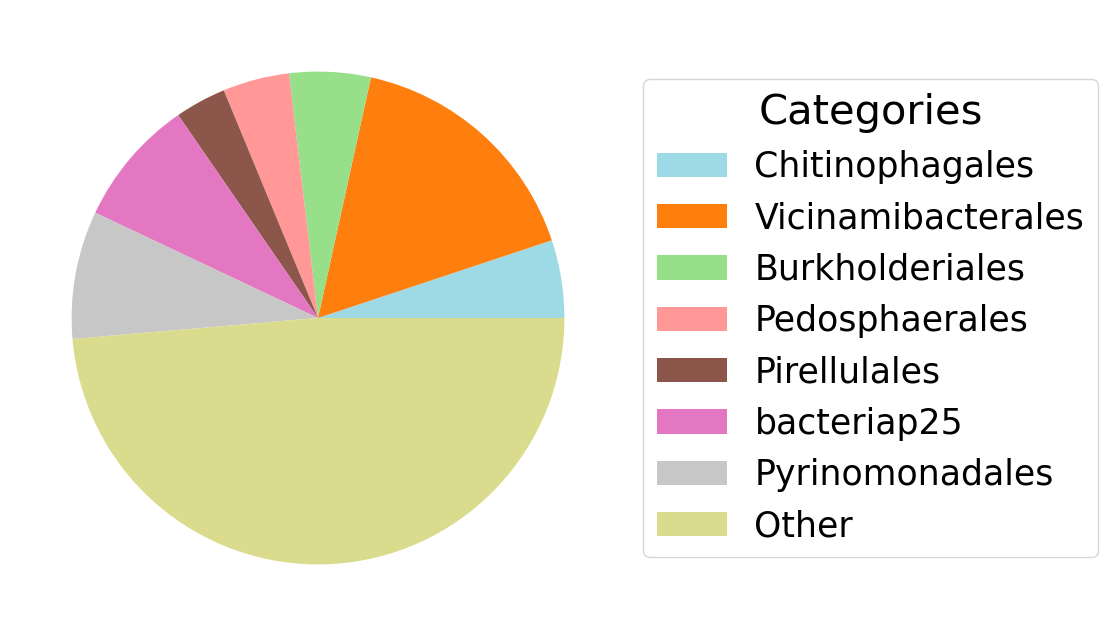 Categories
Chitinophagales
Vicinamibacterales
Burkholderiales
Pedosphaerales
Pirellulales
bacteriap25
Pyrinomonadales
Other